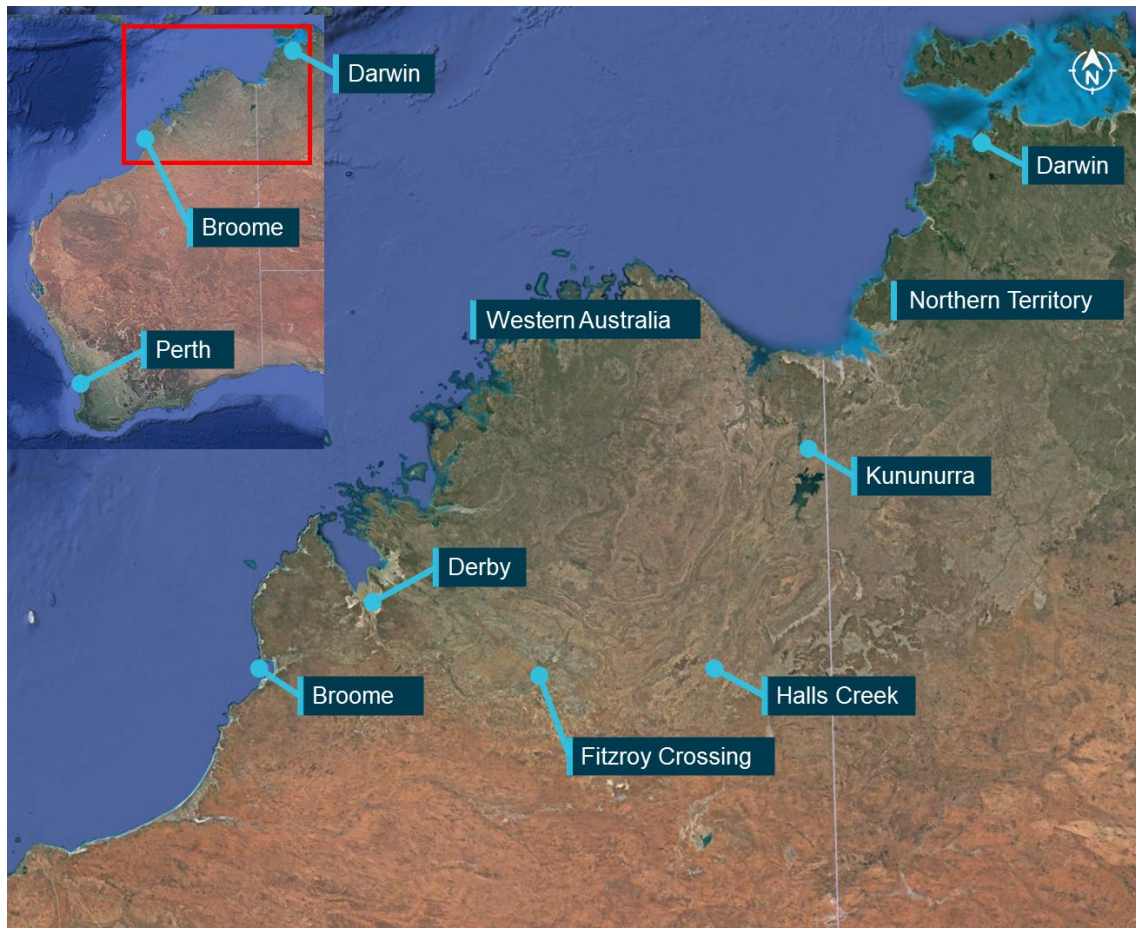 Darwin
Broome
Perth
N
Darwin
Northern Territory
Western Australia
Kununurra
Derby
Broome
Halls Creek
Fitzroy Crossing